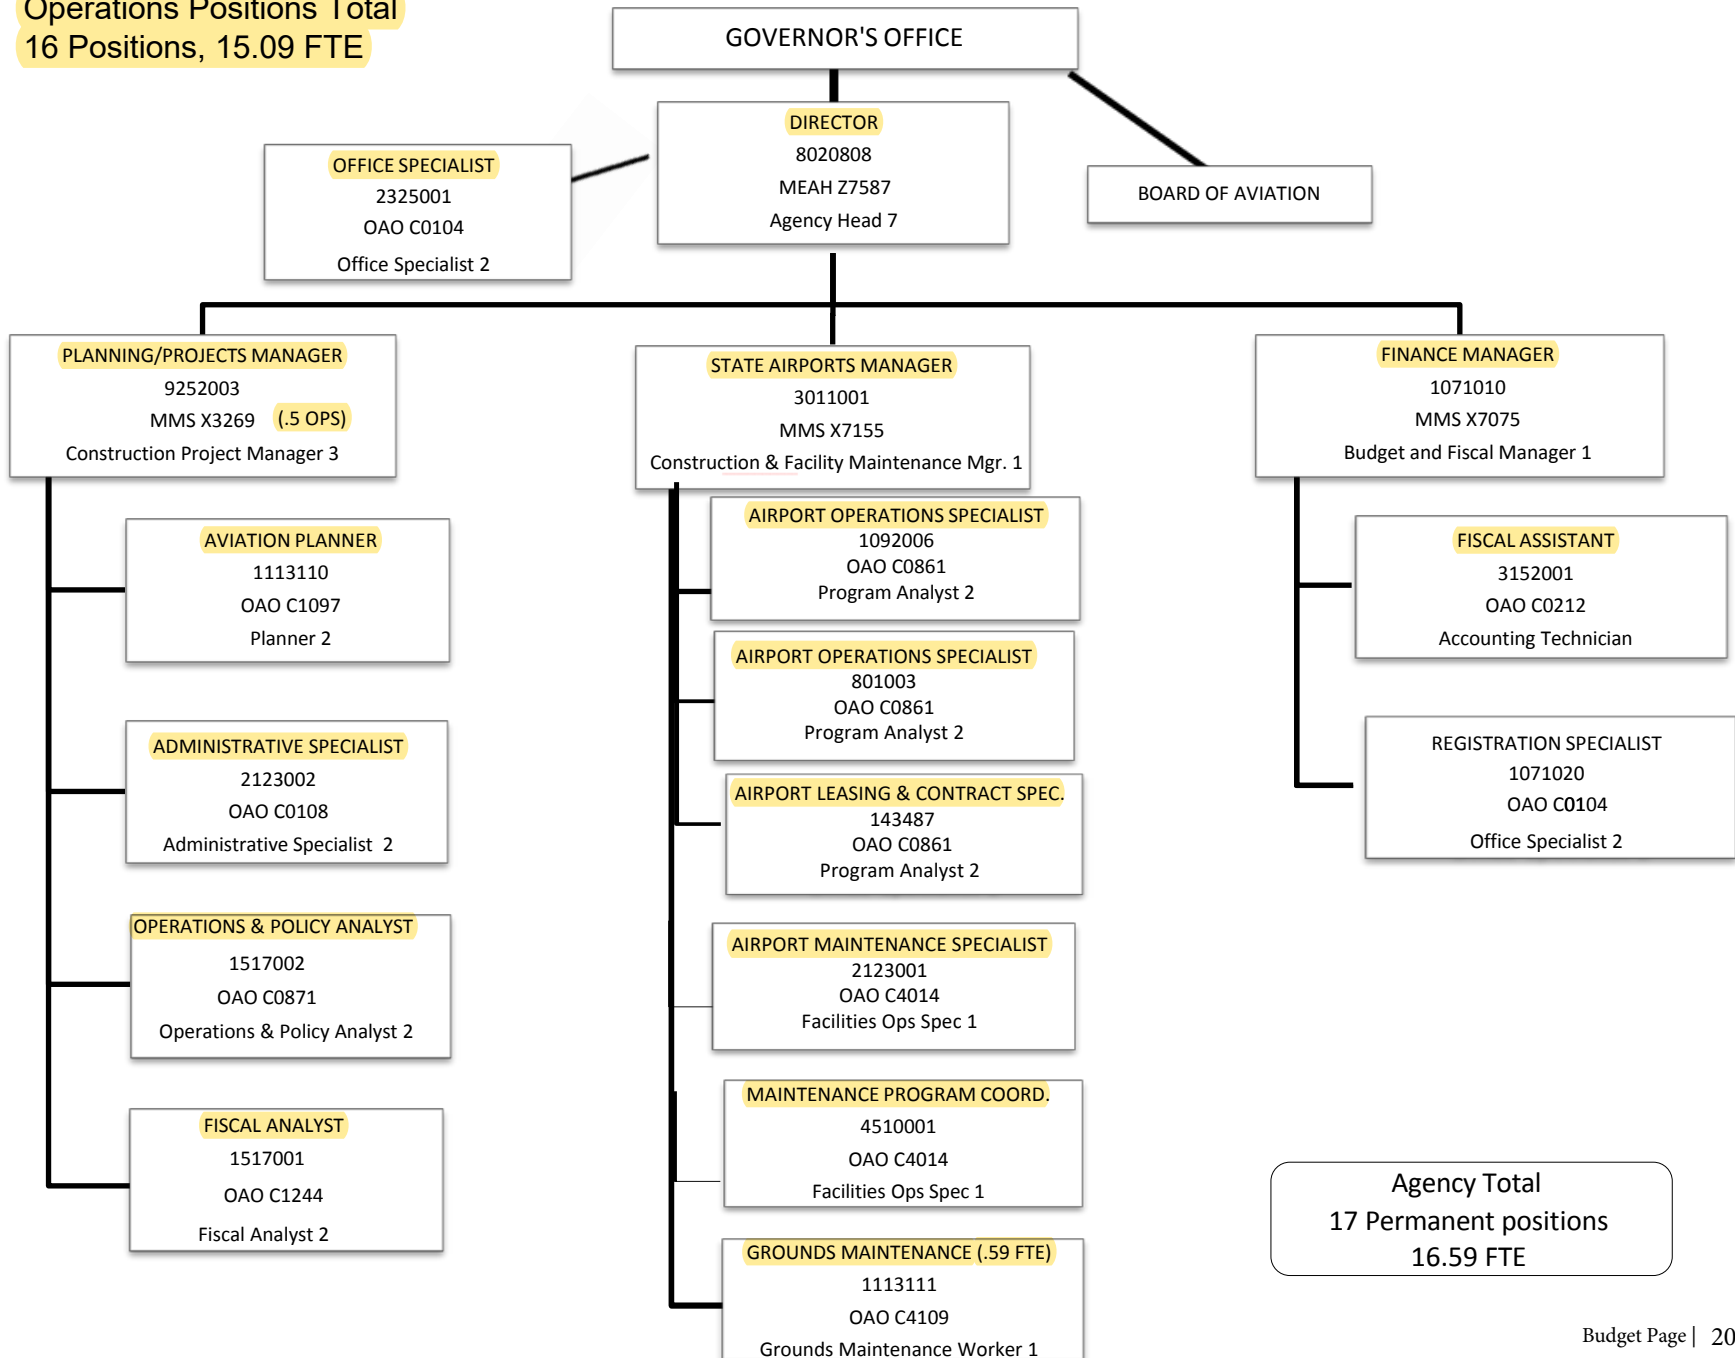 Operations Positions Total
16 Positions, 15.09 FTE
GOVERNOR'S OFFICE
DIRECTOR
8020808
MEAH Z7587
Agency Head 7
OFFICE SPECIALIST
2325001
OAO C0104
Office Specialist 2
BOARD OF AVIATION
PLANNING/PROJECTS MANAGER
9252003
MMS X3269 (.5 OPS)
Construction Project Manager 3
AVIATION PLANNER
1113110
OAO C1097
Planner 2
ADMINISTRATIVE SPECIALIST
2123002
OAO C0108
Administrative Specialist 2
OPERATIONS & POLICY ANALYST
1517002
OAO C0871
Operations & Policy Analyst 2
FISCAL ANALYST
1517001
OAO C1244
Fiscal Analyst 2
STATE AIRPORTS MANAGER
3011001
MMS X7155
Construction & Facility Maintenance Mgr. 1
AIRPORT OPERATIONS SPECIALIST
1092006
OAO C0861
Program Analyst 2
AIRPORT OPERATIONS SPECIALIST
801003
OAO C0861
Program Analyst 2
AIRPORT LEASING & CONTRACT SPEC.
143487
OAO C0861
Program Analyst 2
AIRPORT MAINTENANCE SPECIALIST
2123001
OAO C4014
Facilities Ops Spec 1
MAINTENANCE PROGRAM COORD.
4510001
OAO C4014
Facilities Ops Spec 1
GROUNDS MAINTENANCE (.59 FTE)
1113111
OAO C4109
Grounds Maintenance Worker 1
FINANCE MANAGER
1071010
MMS X7075
Budget and Fiscal Manager 1
FISCAL ASSISTANT
3152001
OAO C0212
Accounting Technician
REGISTRATION SPECIALIST
1071020
OAO C0104
Office Specialist 2
Agency Total
17 Permanent positions
16.59 FTE
Budget Page | 20